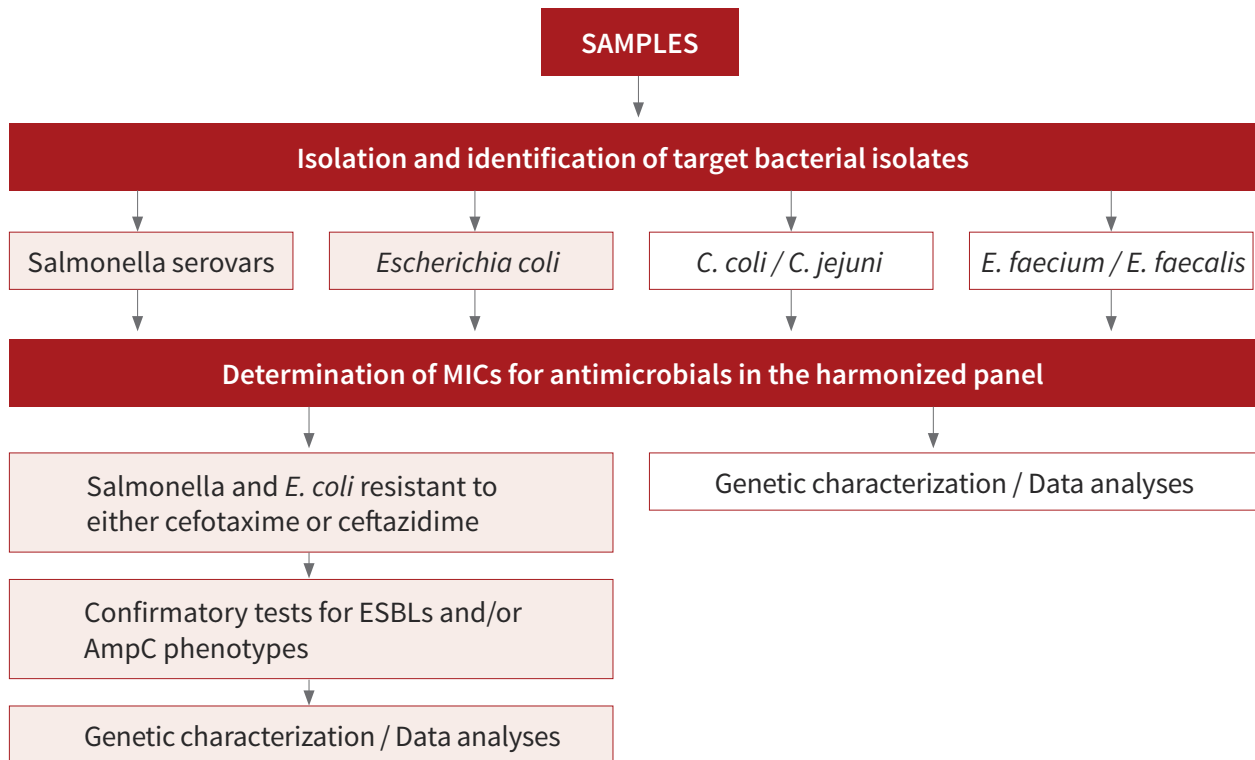 SAMPLES
Isolation and identification of target bacterial isolates
Salmonella serovars
Escherichia coli
C. coli / C. jejuni
E. faecium / E. faecalis
Determination of MICs for antimicrobials in the harmonized panel
Salmonella and E. coli resistant to
either cefotaxime or ceftazidime
Genetic characterization / Data analyses
Confirmatory tests for ESBLs and/or
AmpC phenotypes
Genetic characterization / Data analyses